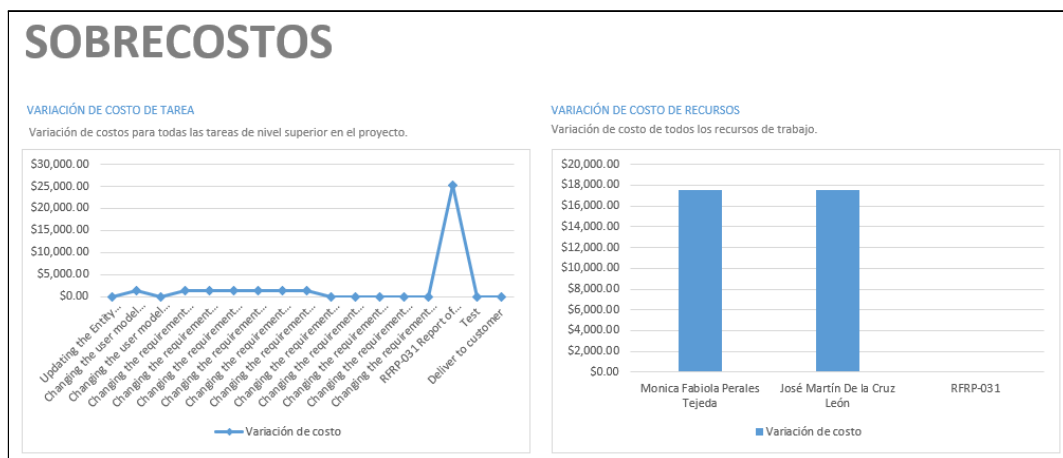 SOBRECOSTOS
VARIACIÓN DE COSTO DE TAREA
Variación de costos para todas las tareas de nivel superior en el proyecto.
$30,000.00
$25,000.00
$20,000.00
$15,000.00
$10,000.00
$5,000.00
$0.00
Updating the Entity...
Changing the user model...
Changing the user model...
Changing the requirement...
Changing the requirement...
Changing the requirement...
Changing the requirement...
Changing the requirement...
Changing the requirement...
Changing the requirement...
Changing the requirement...
Changing the requirement...
Changing the requirement...
Changing the requirement...
RFRP-031 Report of...
Test
Deliver to customer
Variación de costo
VARIACIÓN DE COSTO DE RECURSOS
Variación de costo de todos los recursos de trabajo.
$20,000.00
$18,000.00
$16,000.00
$14,000.00
$12,000.00
$10,000.00
$8,000.00
$6,000.00
$4,000.00
$2,000.00
$0.00
Monica Fabiola Perales
Tejeda
José Martín De la Cruz
León
RFRP-031
Variación de costo